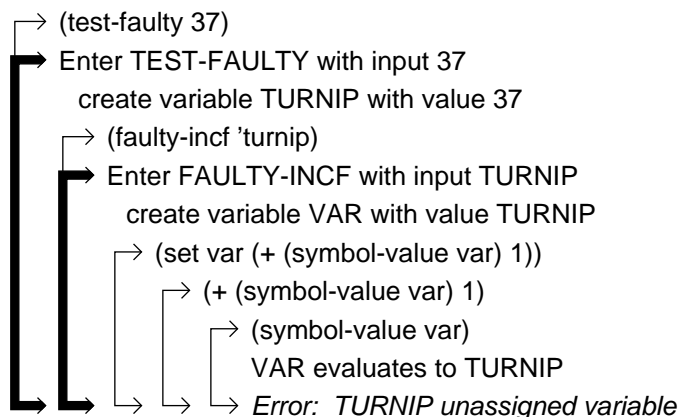 (test-faulty 37)
Enter TEST-FAULTY with input 37
create variable TURNIP with value 37
(faulty-incf ’turnip)
Enter FAULTY-INCF with input TURNIP
create variable VAR with value TURNIP
(set var (+ (symbol-value var) 1))
(+ (symbol-value var) 1)
(symbol-value var)
VAR evaluates to TURNIP
Error: TURNIP unassigned variable